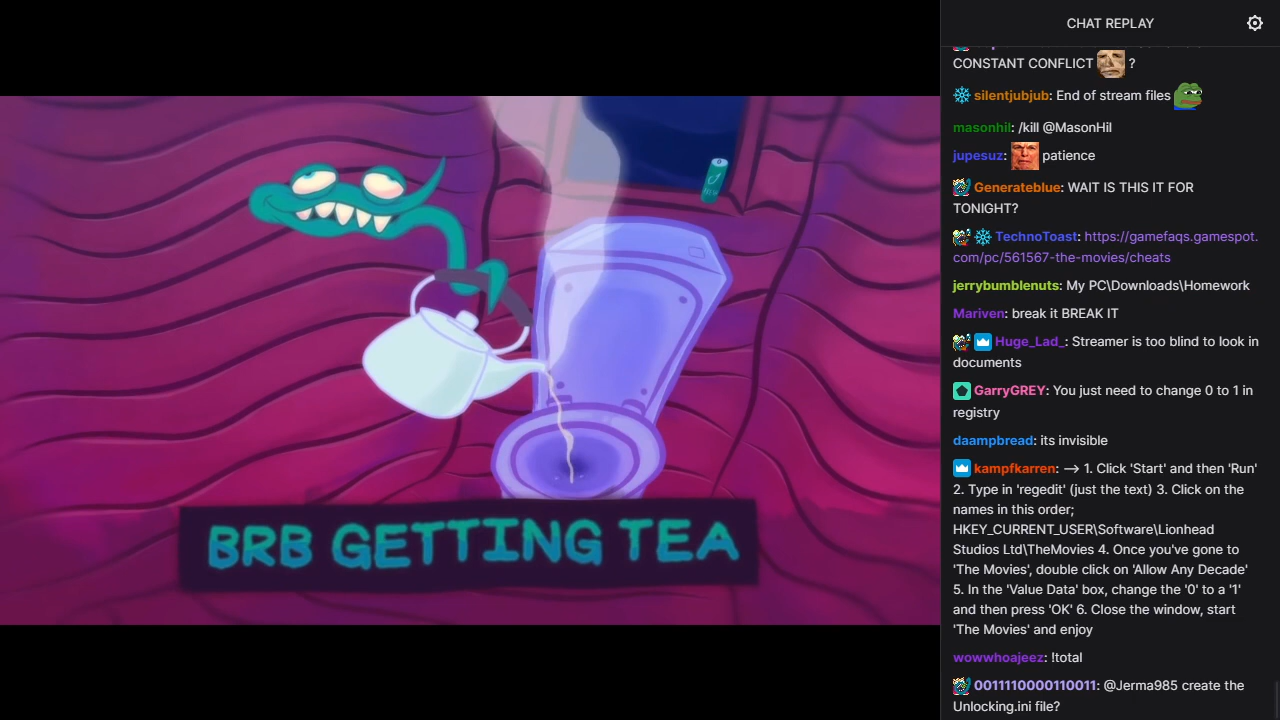 BRB GETTING TEA
CHAT REPLAY
CONSTANT CONFLICT ?
silentjubjub: End of stream files
masonhil: /kill @MasonHil
jupesuz: patience
Generateblue: WAIT IS THIS IT FOR
TONIGHT?
TechnoToast: https://gamefaqs.gamespot.
com/pc/561567-the-movies/cheats
jerrybumblenuts: My PC\Downloads\Homework
Mariven: break it BREAK IT
Huge_Lad_: Streamer is too blind to look in
documents
GarryGREY: You just need to change 0 to 1 in
registry
daampbread: its invisible
kampfkarren: --> 1. Click 'Start' and then 'Run'
2. Type in 'regedit' (just the text) 3. Click on the
names in this order;
HKEY_CURRENT_USER\Software\Lionhead
Studios Ltd\TheMovies 4. Once you've gone to
'The Movies', double click on 'Allow Any Decade'
5. In the 'Value Data' box, change the '0' to a '1'
and then press 'OK' 6. Close the window, start
'The Movies' and enjoy
wowwhoajeez: !total
0011110000110011: @Jerma985 create the
Unlocking.ini file?